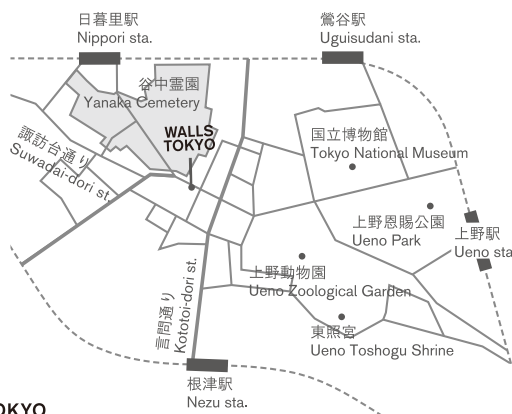 日暮里駅
Nippori sta.
鶯谷駅
Uguisudani sta.
谷中霊園
Yanaka Cemetery
WALLS
TOKYO
諏訪台通り
Suwadai-dori st.
国立博物館
Tokyo National Museum
上野恩賜公園
Ueno Park
上野駅
Ueno sta
上野動物園
Ueno Zoological Garden
言問通り
Kototoi-dori st.
東照宮
Ueno Toshogu Shrine
根津駅
Nezu sta.
OKYO